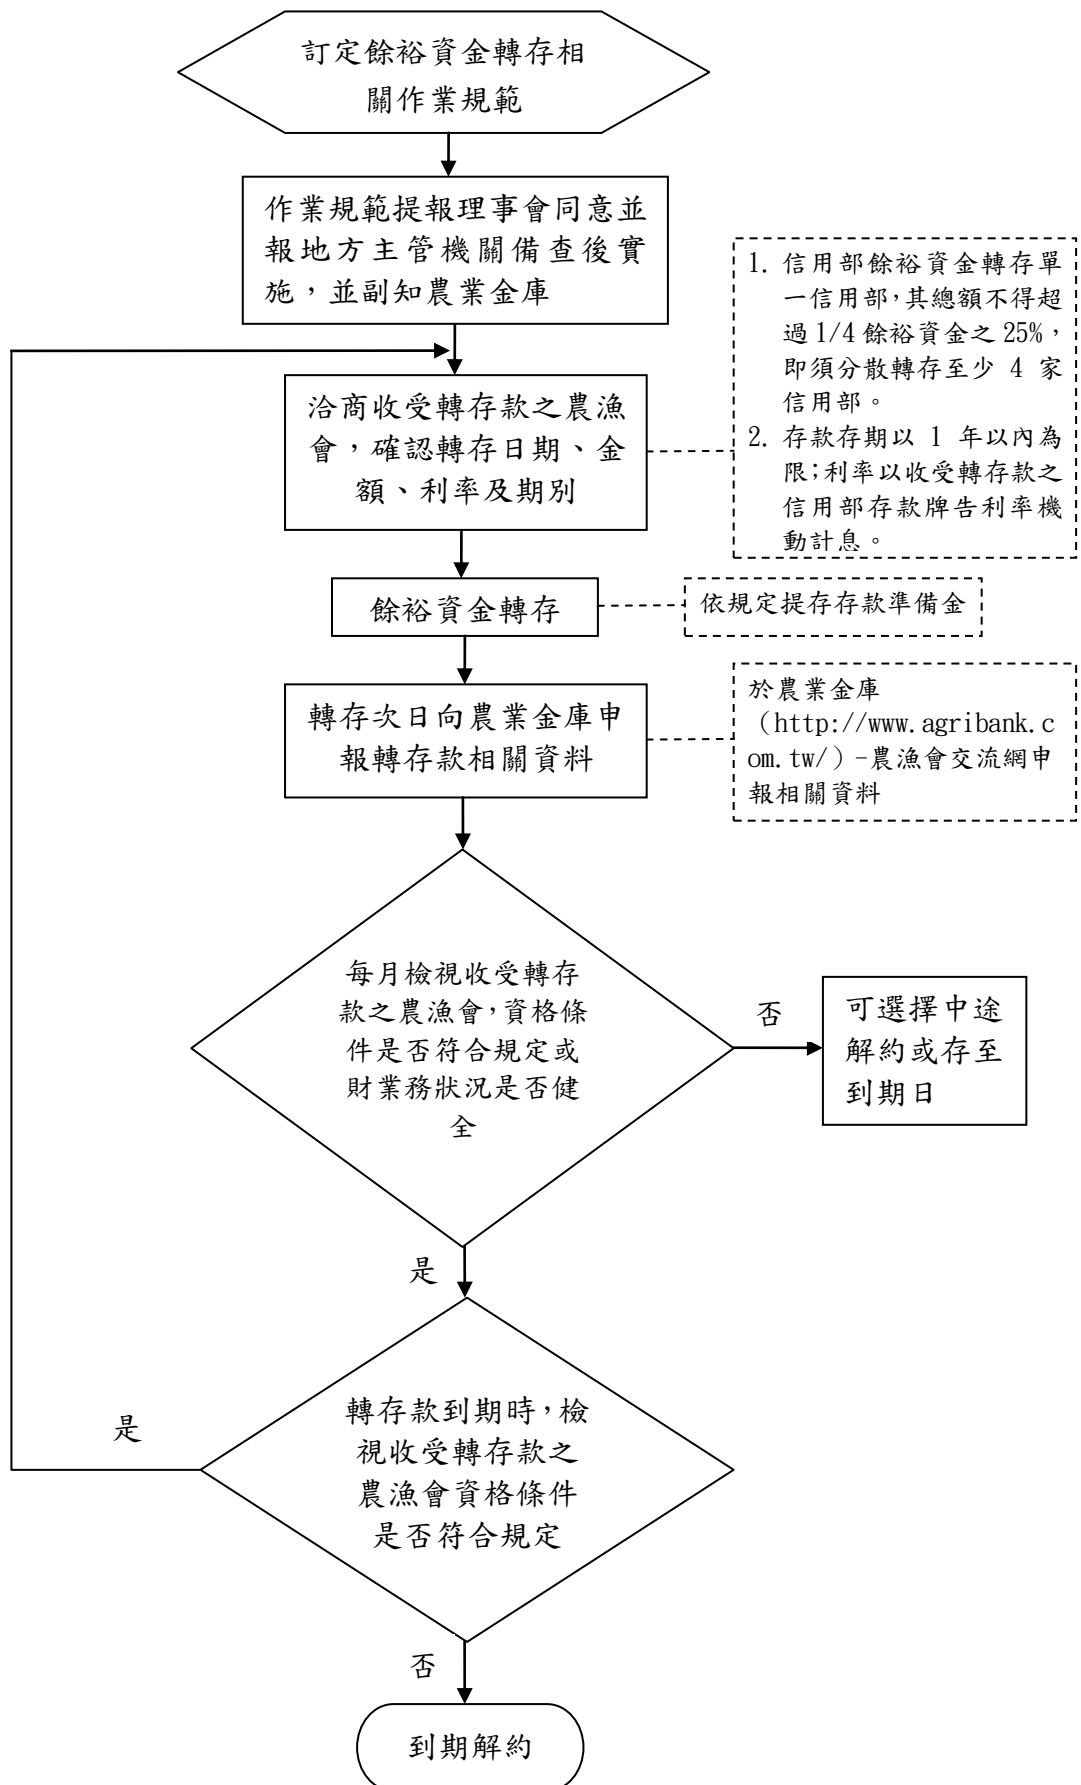 訂定餘裕資金轉存相
關作業規範
作業規範提報理事會同意並
報地方主管機關備查後實
施，並副知農業金庫
1. 信用部餘裕資金轉存單
一信用部，其總額不得超
過 1/4 餘裕資金之 25%，
即須分散轉存至少 4 家
信用部。
2. 存款存期以 1 年以內為
限；利率以收受轉存款之
信用部存款牌告利率機
動計息。
洽商收受轉存款之農漁
會，確認轉存日期、金
額、利率及期別
餘裕資金轉存
依規定提存存款準備金
轉存次日向農業金庫申
報轉存款相關資料
於農業金庫
（http://www.agribank.c
om.tw/）-農漁會交流網申
報相關資料
每月檢視收受轉存
款之農漁會，資格條
件是否符合規定或
財業務狀況是否健
全
否
可選擇中途
解約或存至
到期日
是
轉存款到期時，檢
視收受轉存款之
農漁會資格條件
是否符合規定
是
否
到期解約